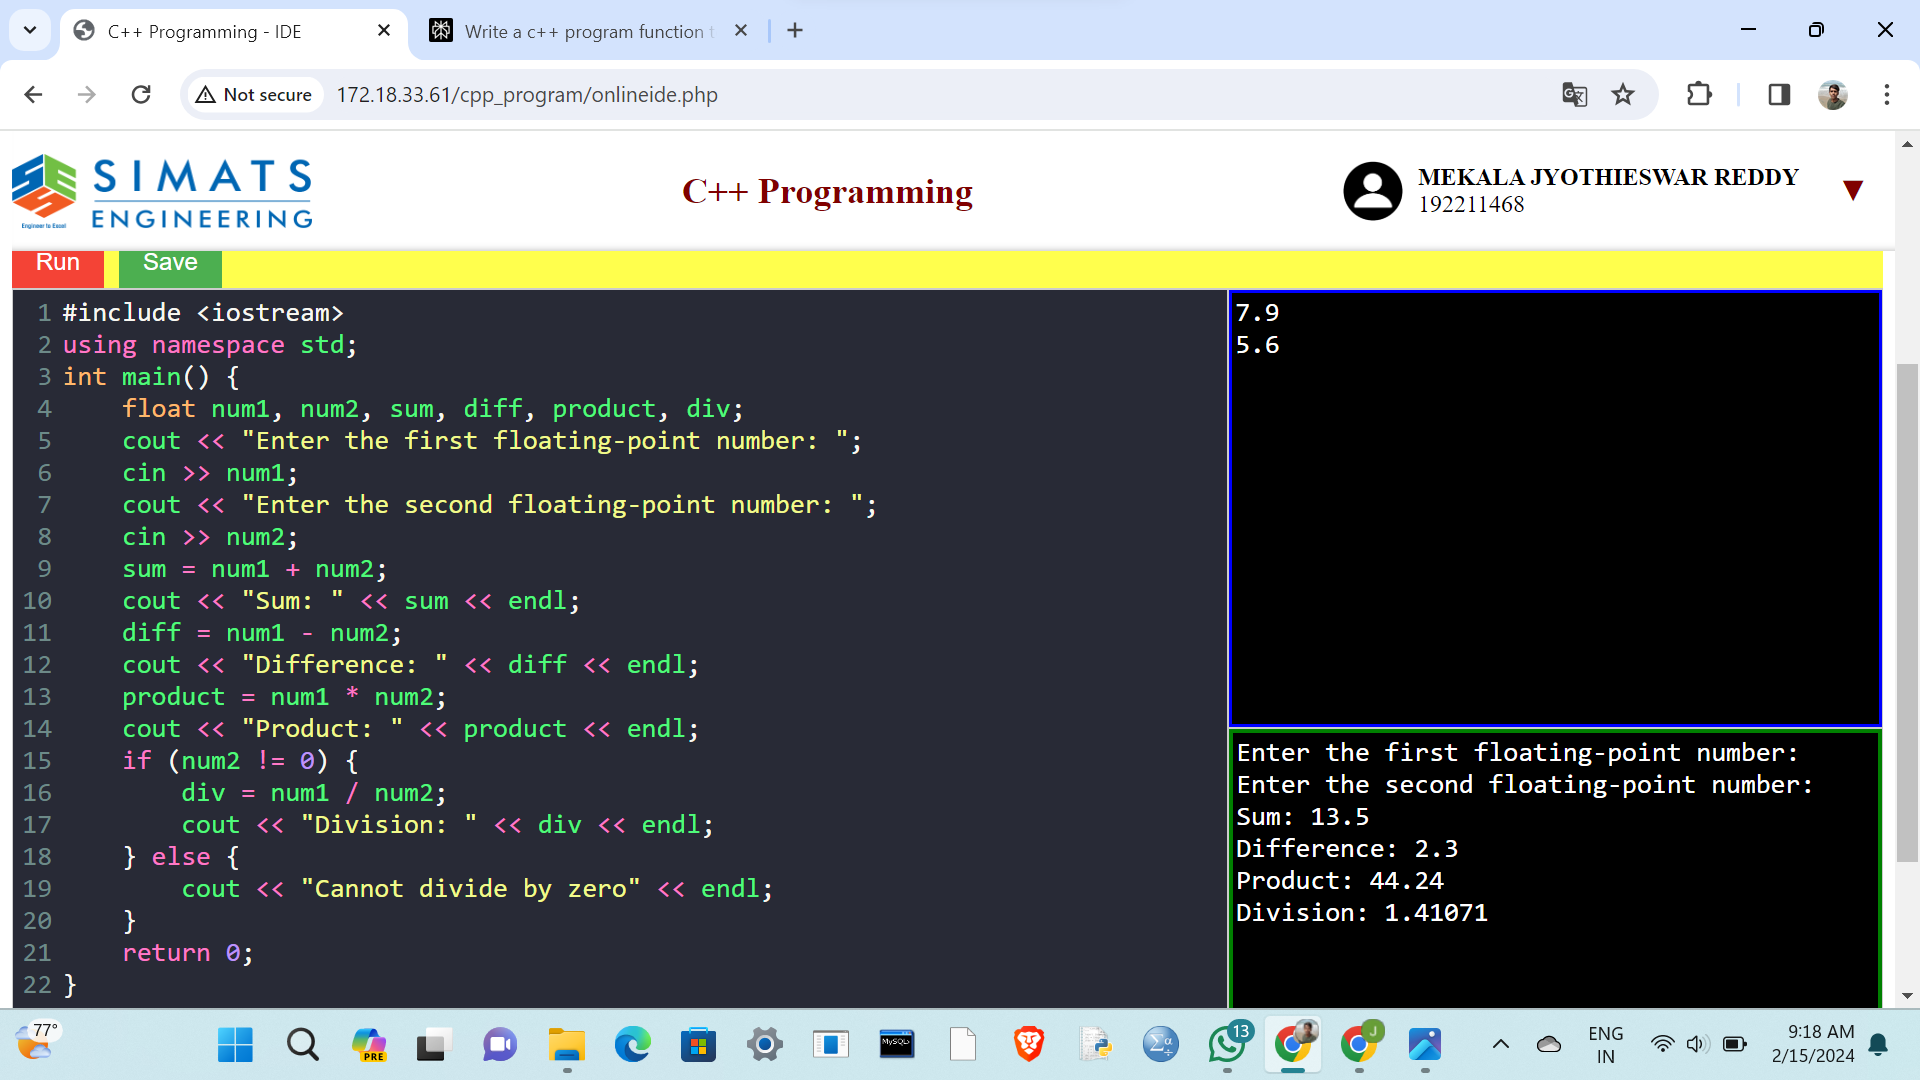 C++ Programming - IDE
Write a c++ program function t
Not secure
172.18.33.61/cpp_program/onlineide.php
SIMATS
ENGINEERING
Engineer to Excel
C++ Programming
MEKALA JYOTHIESWAR REDDY
192211468
Run
Save
1 #include <iostream>
2 using namespace std;
3 int main() {
4     float num1, num2, sum, diff, product, div;
5     cout << "Enter the first floating-point number: ";
6     cin >> num1;
7     cout << "Enter the second floating-point number: ";
8     cin >> num2;
9     sum = num1 + num2;
10     cout << "Sum: " << sum << endl;
11     diff = num1 - num2;
12     cout << "Difference: " << diff << endl;
13     product = num1 * num2;
14     cout << "Product: " << product << endl;
15     if (num2 != 0) {
16         div = num1 / num2;
17         cout << "Division: " << div << endl;
18     } else {
19         cout << "Cannot divide by zero" << endl;
20     }
21     return 0;
22 }
7.9
5.6
Enter the first floating-point number:
Enter the second floating-point number:
Sum: 13.5
Difference: 2.3
Product: 44.24
Division: 1.41071
77°
PRE
MySQL
13
J
ENG
IN
9:18 AM
2/15/2024